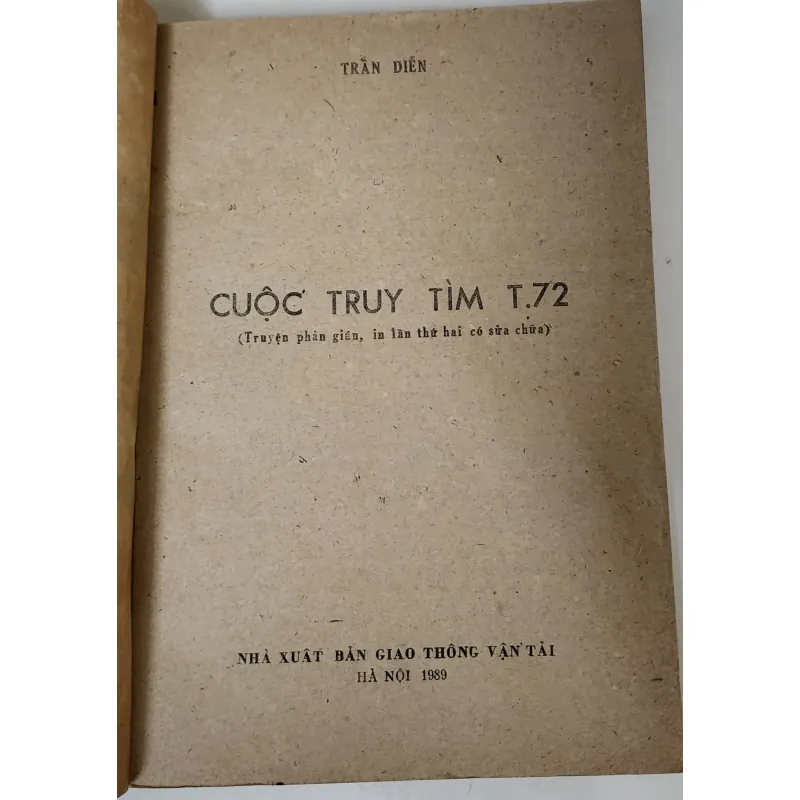 TRẦN DIỄN
CUỘC TRUY TÌM T.72
(Truyện phản gián, in lần thứ hai có sửa chữa)
NHÀ XUẤT BẢN GIAO THÔNG VẬN TẢI
HÀ NỘI 1989